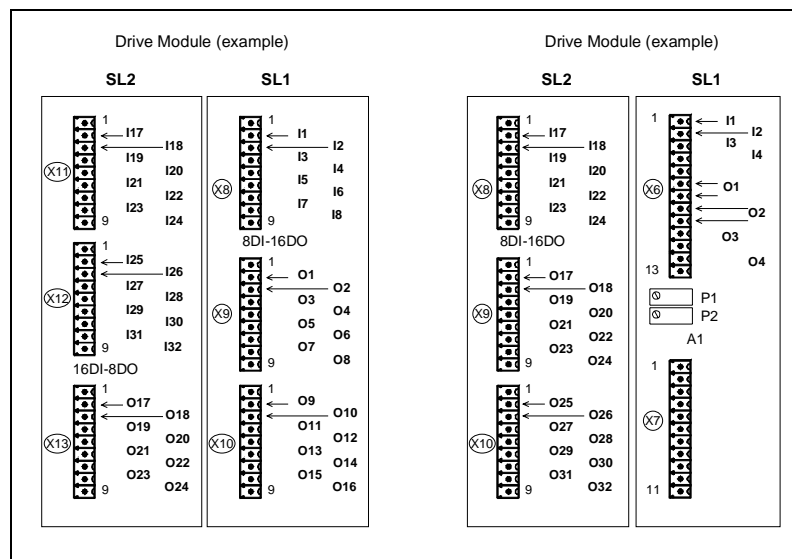 Drive Module (example)
SL2
SL1
X11
1
I17
I18
I19
I20
I21
I22
I23
I24
9
X12
1
I25
I26
I27
I28
I29
I30
I31
I32
9
16DI-8DO
X13
1
O17
O18
O19
O20
O21
O22
O23
O24
9
X8
1
I1
I2
I3
I4
I5
I6
I7
I8
9
8DI-16DO
X9
1
O1
O2
O3
O4
O5
O6
O7
O8
9
X10
1
O9
O10
O11
O12
O13
O14
O15
O16
9
Drive Module (example)
SL2
SL1
X8
1
I17
I18
I19
I20
I21
I22
I23
I24
9
8DI-16DO
X9
1
O17
O18
O19
O20
O21
O22
O23
O24
9
X10
1
O25
O26
O27
O28
O29
O30
O31
O32
9
X6
1
I1
I2
I3
I4
O1
O2
O3
O4
13
P1
P2
A1
X7
1
11